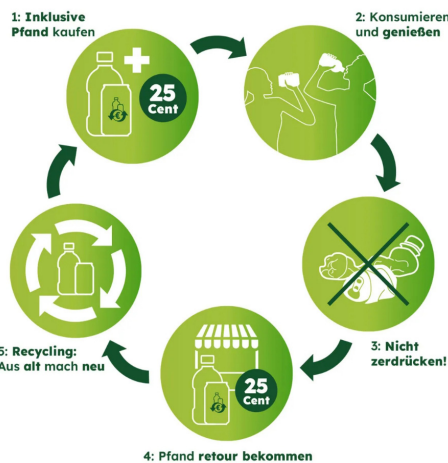 1: Inklusive
Pfand kaufen
25
Cent
2: Konsumieren
und genießen
3: Nicht
zerdrücken!
25
Cent
4: Pfand retour bekommen
5: Recycling:
Aus alt mach neu